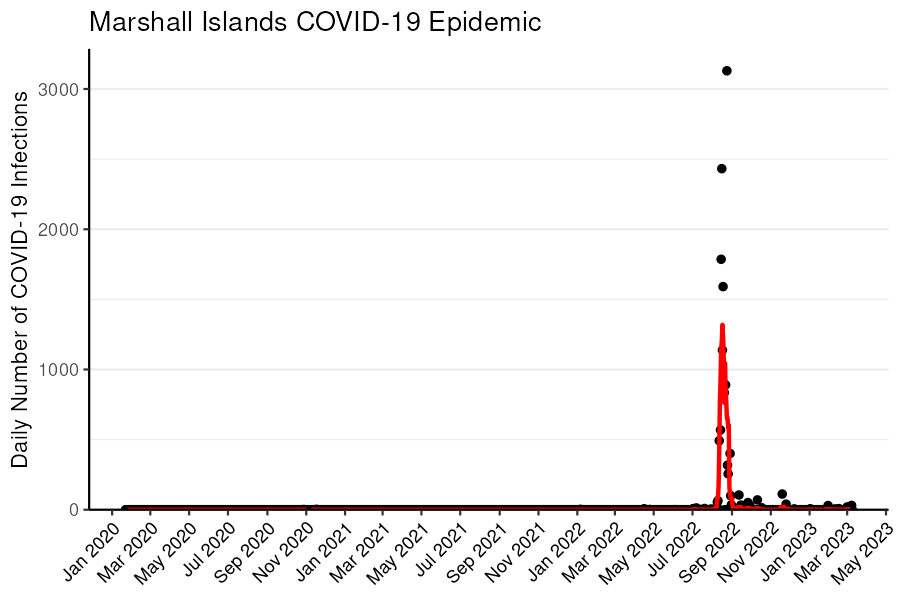 Marshall Islands COVID-19 Epidemic
Daily Number of COVID-19 Infections
3000
2000
1000
0
Jan 2020
Mar 2020
May 2020
Jul 2020
Sep 2020
Nov 2020
Jan 2021
Mar 2021
May 2021
Jul 2021
Sep 2021
Nov 2021
Jan 2022
Mar 2022
May 2022
Jul 2022
Sep 2022
Nov 2022
Jan 2023
Mar 2023
May 2023